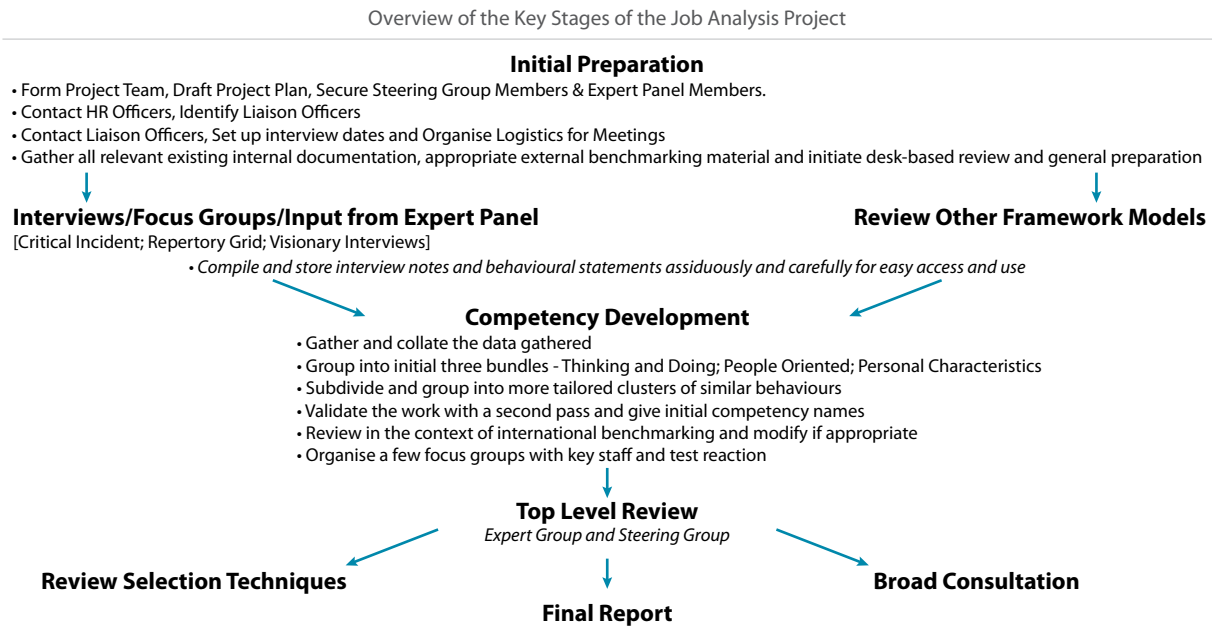 Overview of the Key Stages of the Job Analysis Project
Initial Preparation
• Form Project Team, Draft Project Plan, Secure Steering Group Members & Expert Panel Members.
• Contact HR Officers, Identify Liaison Officers
• Contact Liaison Officers, Set up interview dates and Organise Logistics for Meetings
• Gather all relevant existing internal documentation, appropriate external benchmarking material and initiate desk-based review and general preparation
Interviews/Focus Groups/Input from Expert Panel
[Critical Incident; Repertory Grid; Visionary Interviews]
Review Other Framework Models
• Compile and store interview notes and behavioural statements assiduously and carefully for easy access and use
Competency Development
• Gather and collate the data gathered
• Group into initial three bundles - Thinking and Doing; People Oriented; Personal Characteristics
• Subdivide and group into more tailored clusters of similar behaviours
• Validate the work with a second pass and give initial competency names
• Review in the context of international benchmarking and modify if appropriate
• Organise a few focus groups with key staff and test reaction
Top Level Review
Expert Group and Steering Group
Review Selection Techniques
Broad Consultation
Final Report